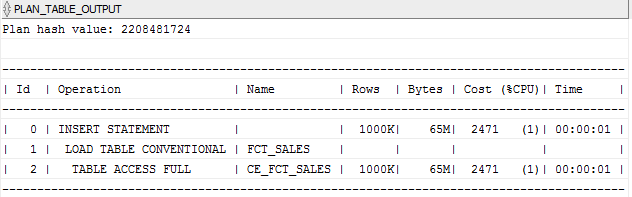 PLAN_TABLE_OUTPUT
Plan hash value: 2208481724
------------------------------------------------------------------------------------------
| Id | Operation | Name | Rows | Bytes | Cost (%CPU)| Time |
------------------------------------------------------------------------------------------
| 0 | INSERT STATEMENT | | 1000K| 65M| 2471 (1)| 00:00:01 |
| 1 | LOAD TABLE CONVENTIONAL | FCT_SALES | | | | |
| 2 | TABLE ACCESS FULL | CE_FCT_SALES | 1000K| 65M| 2471 (1)| 00:00:01 |
------------------------------------------------------------------------------------------